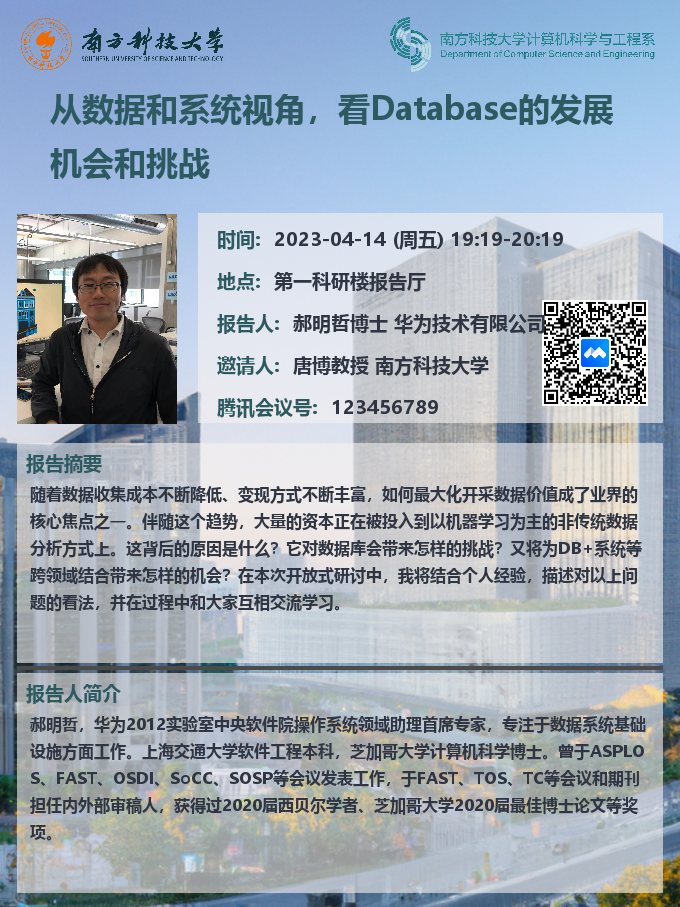 南方科技大学
SOUTHERN UNIVERSITY OF SCIENCE AND TECHNOLOGY
南方科技大学计算机科学与工程系
Department of Computer Science and Engineering
从数据和系统视角，看Database的发展
机会和挑战
时间：2023-04-14 (周五) 19:19-20:19
地点：第一科研楼报告厅
报告人：郝明哲博士 华为技术有限公司
邀请人：唐博教授 南方科技大学
腾讯会议号：123456789
报告摘要
随着数据收集成本不断降低、变现方式不断丰富，如何最大化开采数据价值成了业界的
核心焦点之一。伴随这个趋势，大量的资本正在被投入到以机器学习为主的非传统数据
分析方式上。这背后的原因是什么？它对数据库会带来怎样的挑战？又将为DB+系统等
跨领域结合带来怎样的机会？在本次开放式研讨中，我将结合个人经验，描述对以上问
题的看法，并在过程中和大家互相交流学习。
报告人简介
郝明哲，华为2012实验室中央软件院操作系统领域助理首席专家，专注于数据系统基础
设施方面工作。上海交通大学软件工程本科，芝加哥大学计算机科学博士。曾于ASPLO
S、FAST、OSDI、SoCC、SOSP等会议发表工作，于FAST、TOS、TC等会议和期刊
担任内外部审稿人，获得过2020届西贝尔学者、芝加哥大学2020届最佳博士论文等奖
项。